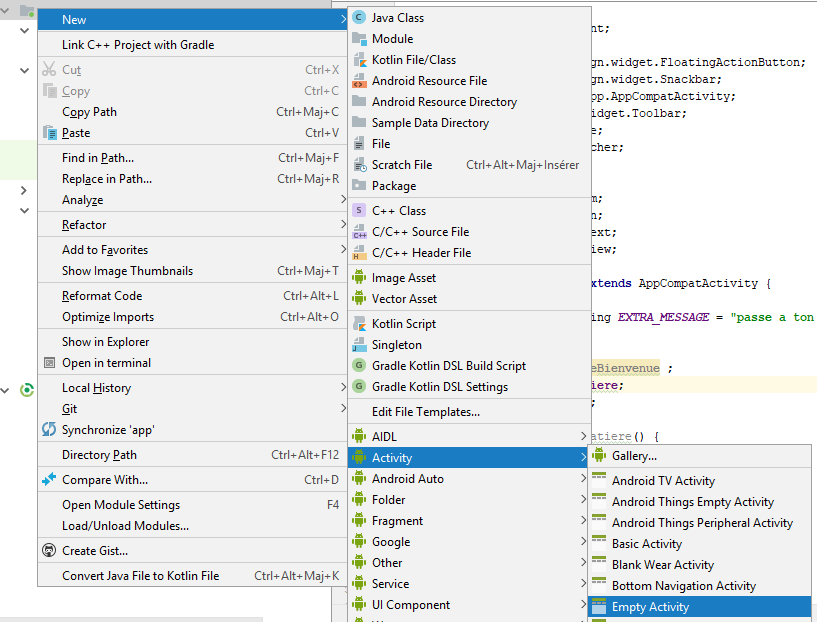 New
Link C++ Project with Gradle
Cut Ctrl+X
Copy Ctrl+C
Copy Path Ctrl+Maj+C
Paste Ctrl+V
Find in Path... Ctrl+Maj+F
Replace in Path... Ctrl+Maj+R
Analyze
Refactor
Add to Favorites
Show Image Thumbnails Ctrl+Maj+T
Reformat Code Ctrl+Alt+L
Optimize Imports Ctrl+Alt+O
Show in Explorer
Open in terminal
Local History
Git
Synchronize 'app'
Directory Path Ctrl+Alt+F12
Compare With... Ctrl+D
Open Module Settings F4
Load/Unload Modules...
Create Gist...
Convert Java File to Kotlin File Ctrl+Alt+Maj+K
C Java Class
Module
Kotlin File/Class
Android Resource File
Android Resource Directory
Sample Data Directory
File
Scratch File Ctrl+Alt+Maj+Insérer
Package
S C++ Class
C++ C/C++ Source File
H C/C++ Header File
Image Asset
Vector Asset
Kotlin Script
Singleton
G Gradle Kotlin DSL Build Script
G Gradle Kotlin DSL Settings
Edit File Templates...
AIDL
Activity
Android Auto
Folder
Fragment
Google
Other
Service
UI Component
nt;
gn.widget.FloatingActionButton;
gn.widget.Snackbar;
pp.AppCompatActivity;
idget.Toolbar;
e;
cher;
m;
n;
ext;
iew;
xtends AppCompatActivity {
ing EXTRA_MESSAGE = "passe a ton
eBienvenue ;
iere;
;
atiere() {
Gallery...
Android TV Activity
Android Things Empty Activity
Android Things Peripheral Activity
Basic Activity
Blank Wear Activity
Bottom Navigation Activity
Empty Activity